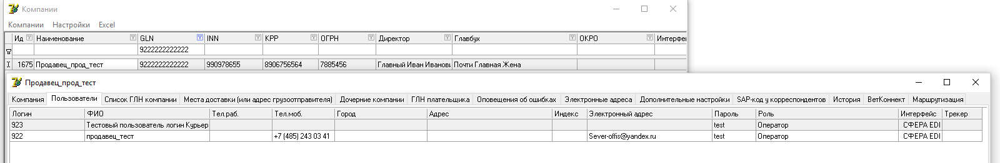 Компании
Компании Настройки Excel
Ид Наименование GLN INN КРР ОГРН Директор Главбух ОКРО Интерфе
9222222222222
1675 Продавец_прод_тест 9222222222222 990978655 8906756564 7885456 Главный Иван Иванови Почти Главная Жена
Продавец_прод_тест
Компания Пользователи Список ГЛН компании Места доставки (или адрес грузоотправителя) Дочерние компании ГЛН плательщика Оповещения об ошибках Электронные адреса Дополнительные настройки SAP-код у корреспондентов История ВетКоннект Маршрутизация
Логин ФИО Тел.раб. Тел.моб. Город Адрес Индекс Электронный адрес Пароль Роль Интерфейс Трекер
923 Тестовый пользователь логин Курьер test Оператор СФЕРА EDI
922 продавец_тест +7 (485) 243 03 41 Sever-offis@yandex.ru test Оператор СФЕРА EDI